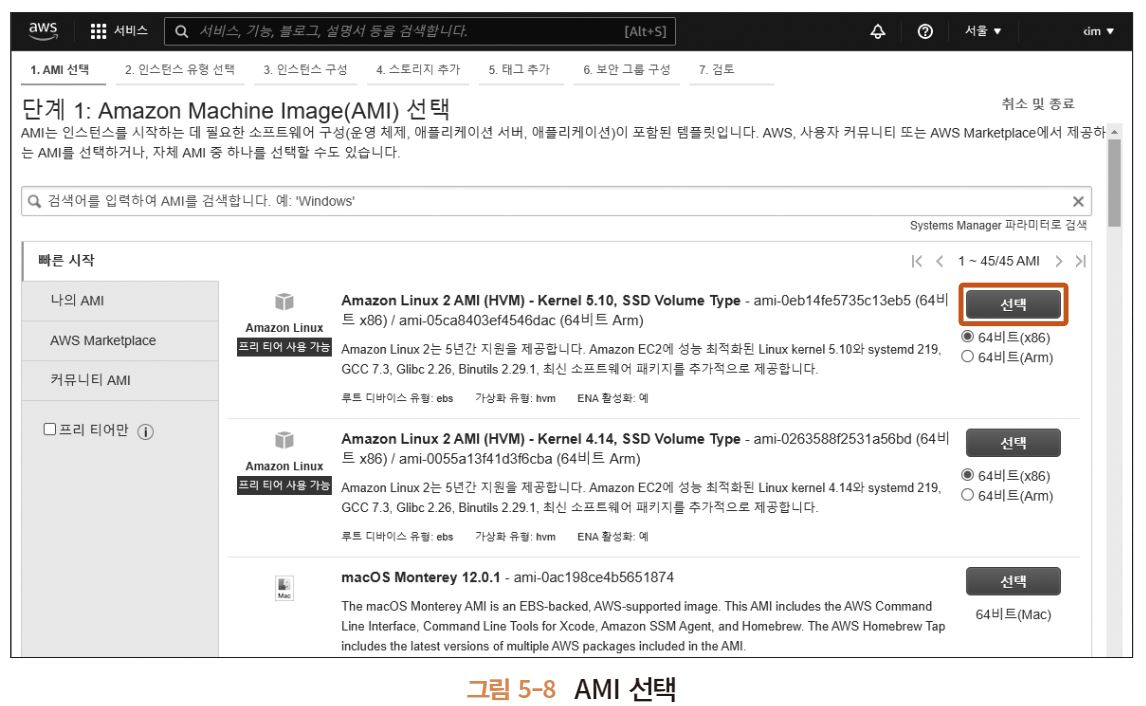 aws 서비스 서비스, 기능, 블로그, 설명서 등을 검색합니다. [Alt+S] 서울 ▼ kim ▼
1. AMI 선택 2. 인스턴스 유형 선택 3. 인스턴스 구성 4. 스토리지 추가 5. 태그 추가 6. 보안 그룹 구성 7. 검토
단계 1: Amazon Machine Image(AMI) 선택
취소 및 종료
AMI는 인스턴스를 시작하는 데 필요한 소프트웨어 구성(운영 체제, 애플리케이션 서버, 애플리케이션)이 포함된 템플릿입니다. AWS, 사용자 커뮤니티 또는 AWS Marketplace에서 제공하
는 AMI를 선택하거나, 자체 AMI 중 하나를 선택할 수도 있습니다.
검색어를 입력하여 AMI를 검색합니다. 예: 'Windows'
Systems Manager 파라미터로 검색
빠른 시작
나의 AMI
AWS Marketplace
커뮤니티 AMI
프리 티어만
1 ~ 45/45 AMI
Amazon Linux
프리 티어 사용 가능
Amazon Linux 2 AMI (HVM) - Kernel 5.10, SSD Volume Type - ami-0eb14fe5735c13eb5 (64비
트 x86) / ami-05ca8403ef4546dac (64비트 Arm)
Amazon Linux 2는 5년간 지원을 제공합니다. Amazon EC2에 성능 최적화된 Linux kernel 5.10와 systemd 219,
GCC 7.3, Glibc 2.26, Binutils 2.29.1, 최신 소프트웨어 패키지를 추가적으로 제공합니다.
루트 디바이스 유형: ebs 가상화 유형: hvm ENA 활성화: 예
선택
64비트(x86)
64비트(Arm)
Amazon Linux
프리 티어 사용 가능
Amazon Linux 2 AMI (HVM) - Kernel 4.14, SSD Volume Type - ami-0263588f2531a56bd (64비
트 x86) / ami-0055a13f41d3f6cba (64비트 Arm)
Amazon Linux 2는 5년간 지원을 제공합니다. Amazon EC2에 성능 최적화된 Linux kernel 4.14와 systemd 219,
GCC 7.3, Glibc 2.26, Binutils 2.29.1, 최신 소프트웨어 패키지를 추가적으로 제공합니다.
루트 디바이스 유형: ebs 가상화 유형: hvm ENA 활성화: 예
선택
64비트(x86)
64비트(Arm)
Mac
macOS Monterey 12.0.1 - ami-0ac198ce4b5651874
The macOS Monterey AMI is an EBS-backed, AWS-supported image. This AMI includes the AWS Command
Line Interface, Command Line Tools for Xcode, Amazon SSM Agent, and Homebrew. The AWS Homebrew Tap
includes the latest versions of multiple AWS packages included in the AMI.
선택
64비트(Mac)
그림 5-8 AMI 선택